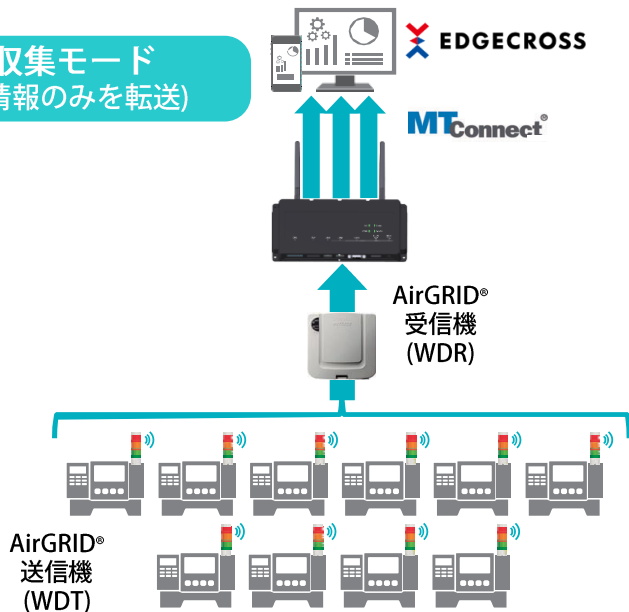 収集モード
情報のみを転送)
EDGECROSS
MTConnect®
AirGRID®
受信機
(WDR)
AirGRID®
送信機
(WDT)